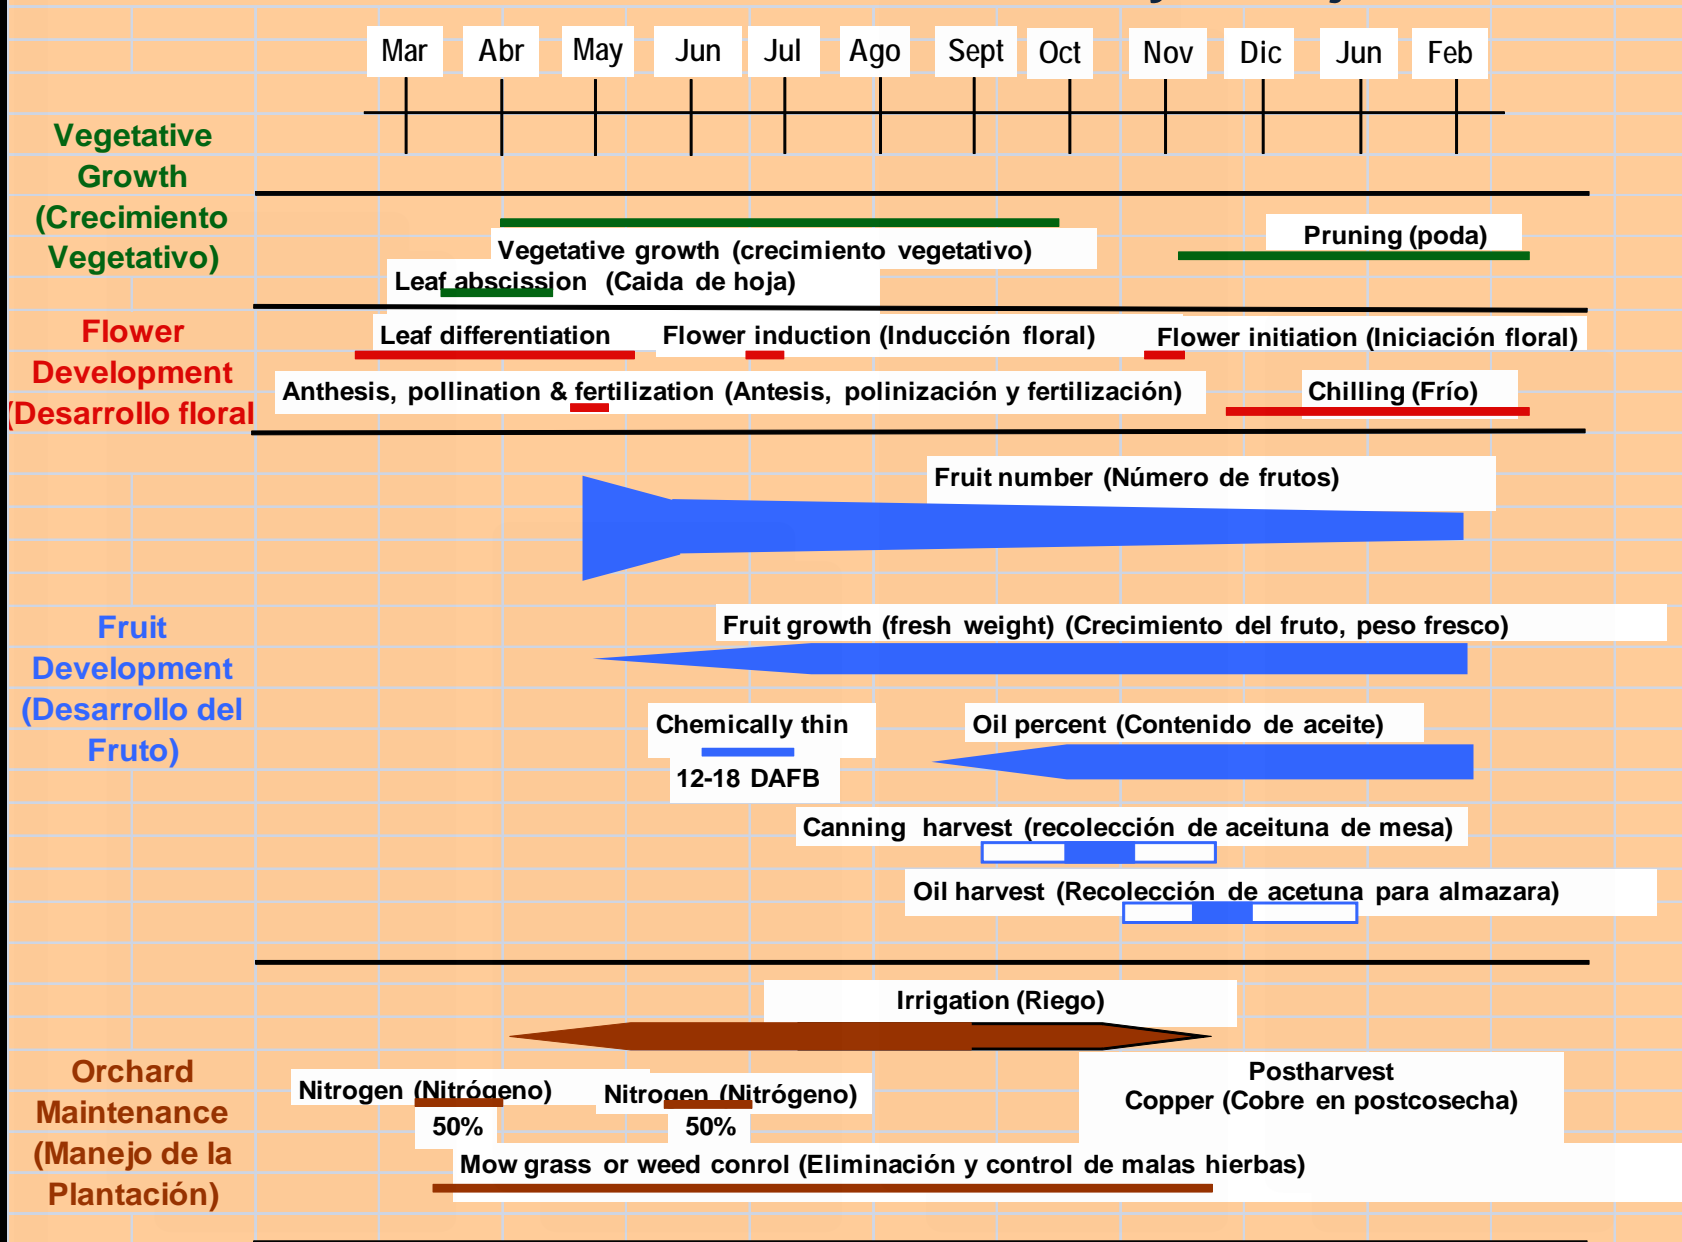 Mar Abr May Jun Jul Ago Sept Oct Nov Dic Jun Feb
Vegetative
Growth
(Crecimiento
Vegetativo)
Vegetative growth (crecimiento vegetativo)
Pruning (poda)
Leaf abscission (Caida de hoja)
Flower
Development
(Desarrollo floral
Leaf differentiation
Flower induction (Inducción floral)
Flower initiation (Iniciación floral)
Anthesis, pollination & fertilization (Antesis, polinización y fertilización)
Chilling (Frío)
Fruit
Development
(Desarrollo del
Fruto)
Fruit number (Número de frutos)
Fruit growth (fresh weight) (Crecimiento del fruto, peso fresco)
Chemically thin
12-18 DAFB
Oil percent (Contenido de aceite)
Canning harvest (recolección de aceituna de mesa)
Oil harvest (Recolección de acetuna para almazara)
Orchard
Maintenance
(Manejo de la
Plantación)
Irrigation (Riego)
Nitrogen (Nitrógeno)
50%
Nitrogen (Nitrógeno)
50%
Postharvest
Copper (Cobre en postcosecha)
Mow grass or weed conrol (Eliminación y control de malas hierbas)